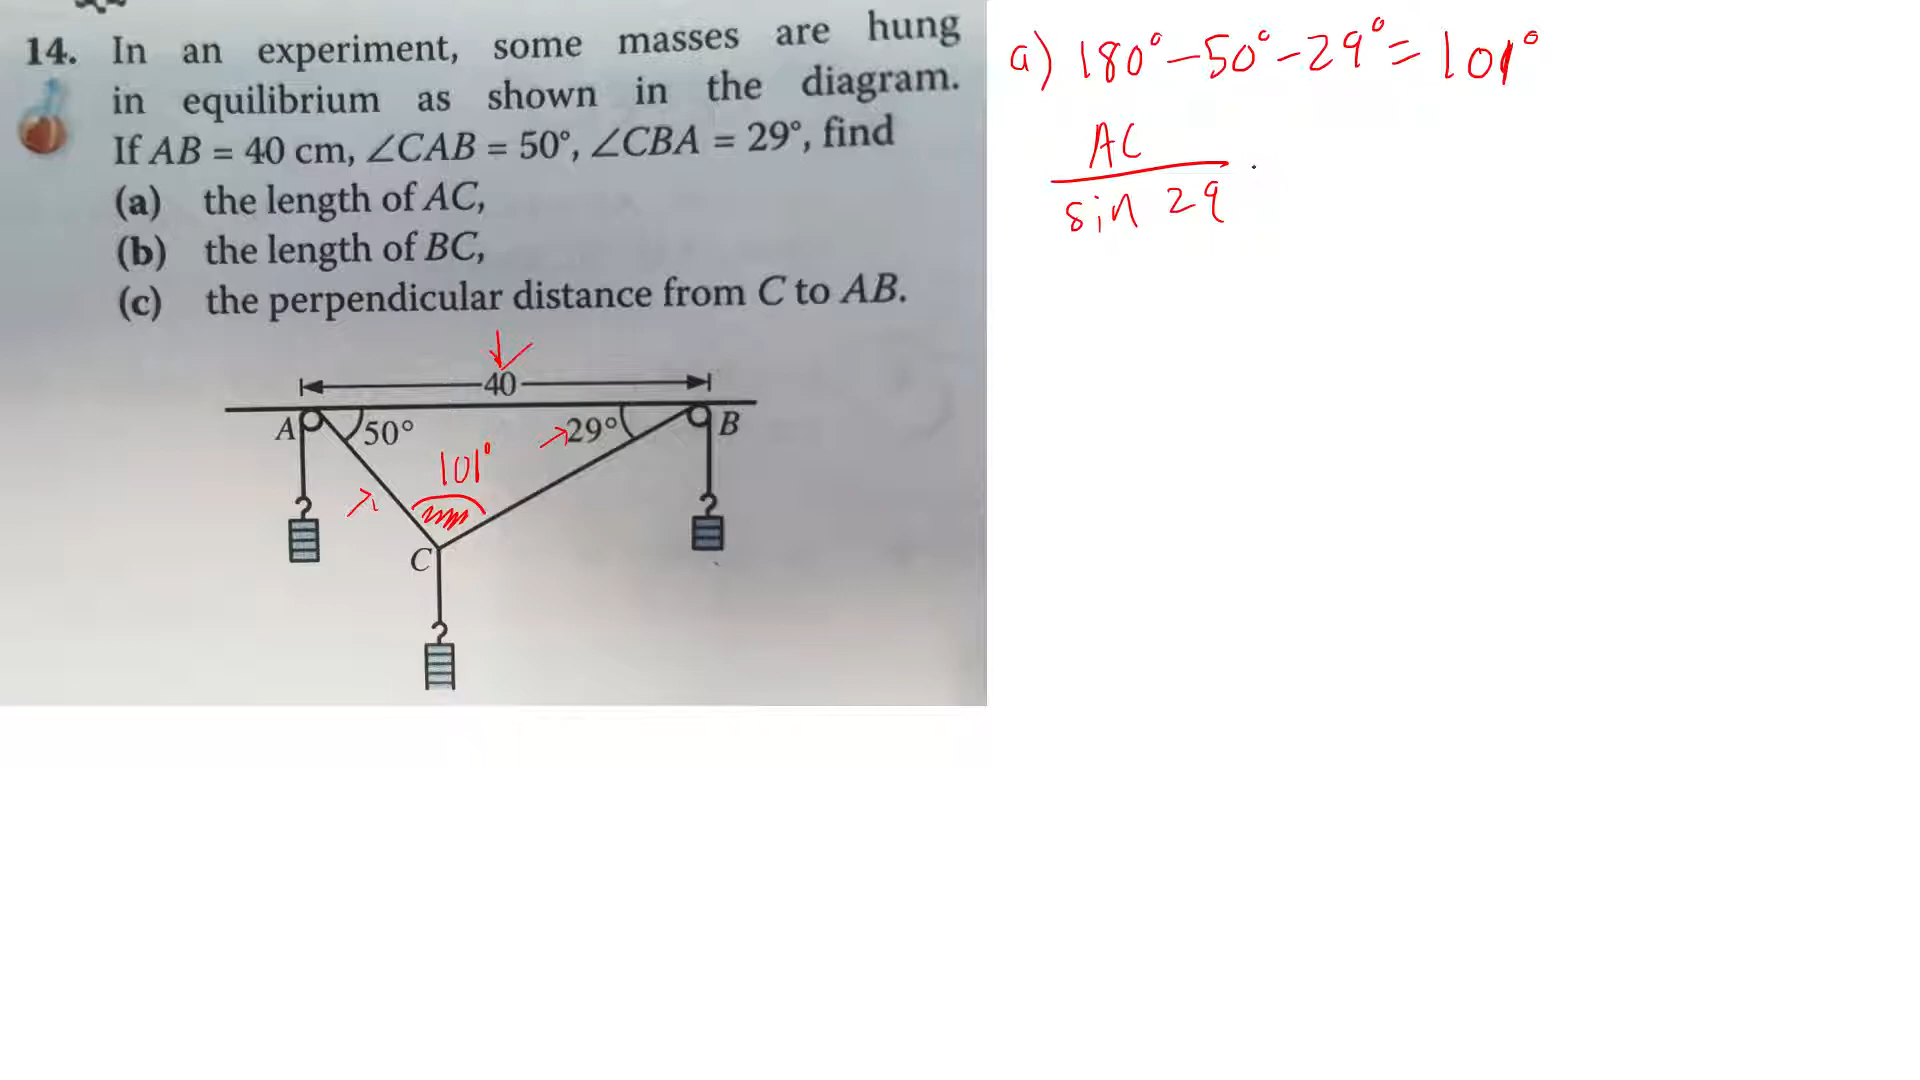 14. In an experiment, some masses are hung
in equilibrium as shown in the diagram.
If AB = 40 cm, ∠CAB = 50°, ∠CBA = 29°, find
(a) the length of AC,
(b) the length of BC,
(c) the perpendicular distance from C to AB.
40
A 50° 29° B
101°
C
a) 180° - 50° - 29° = 101°
AC
sin 29